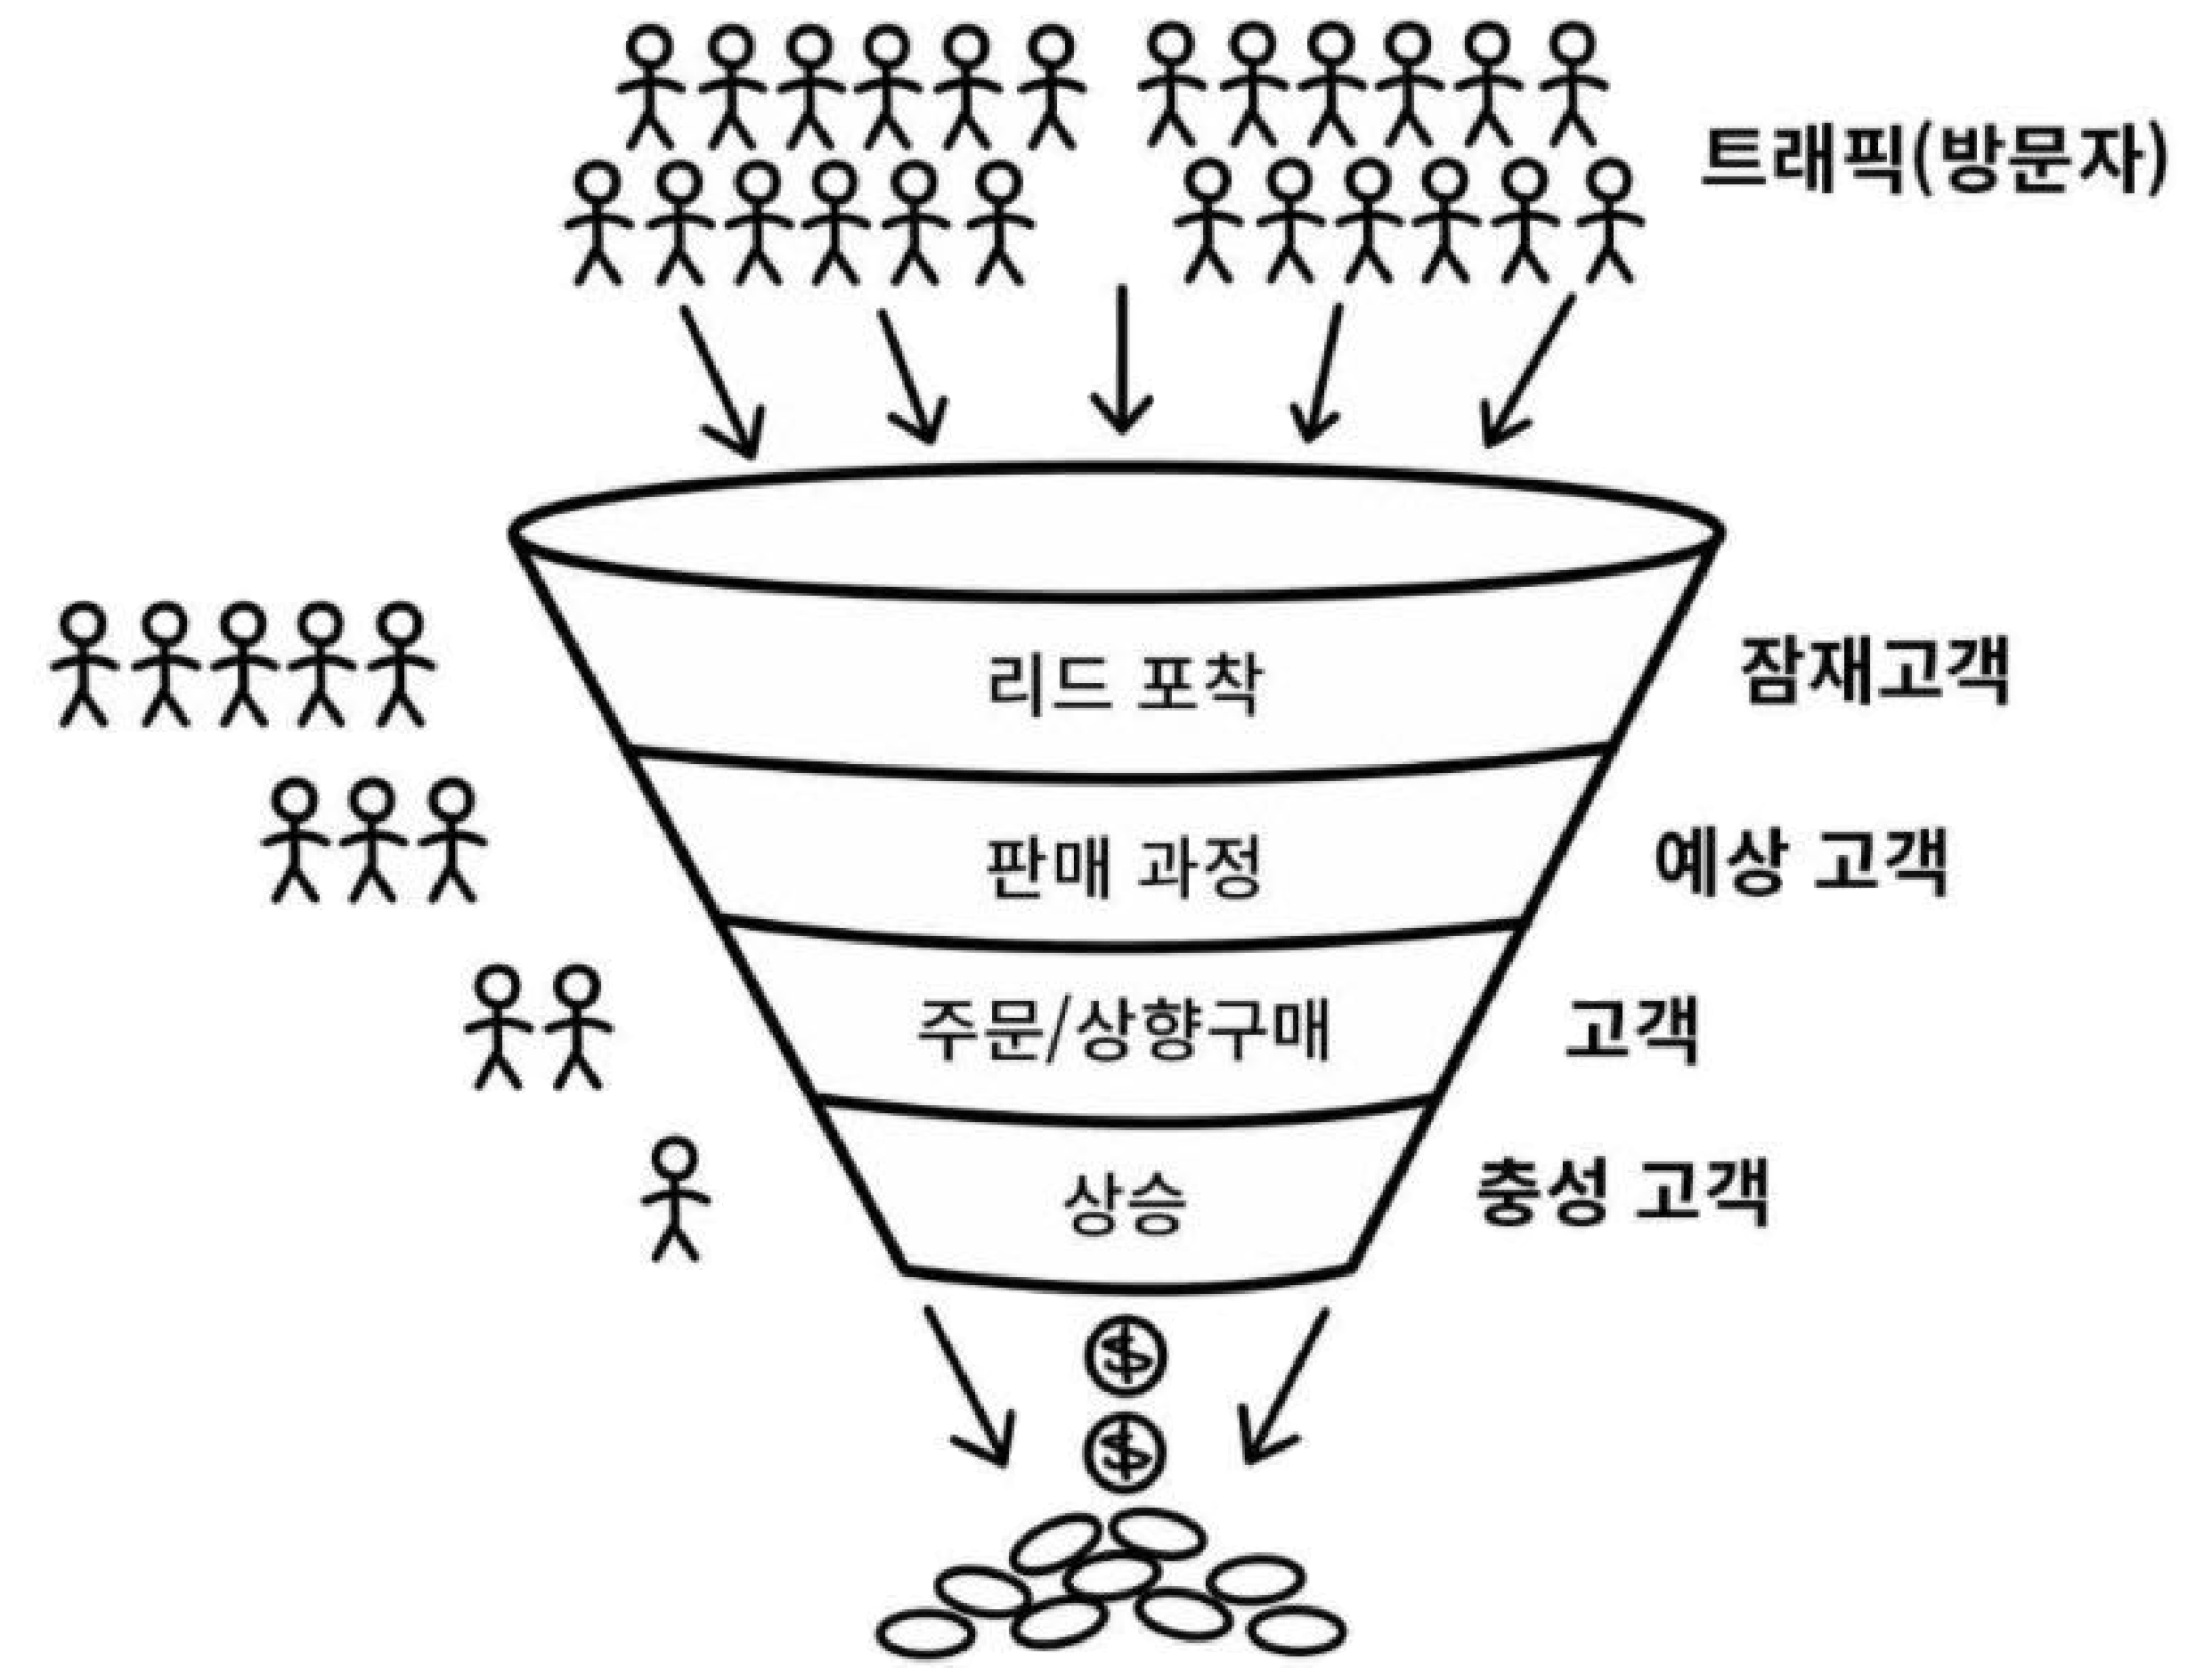 트래픽(방문자)
리드 포착
잠재고객
판매 과정
예상 고객
주문/상향구매
고객
상승
충성 고객
$
$